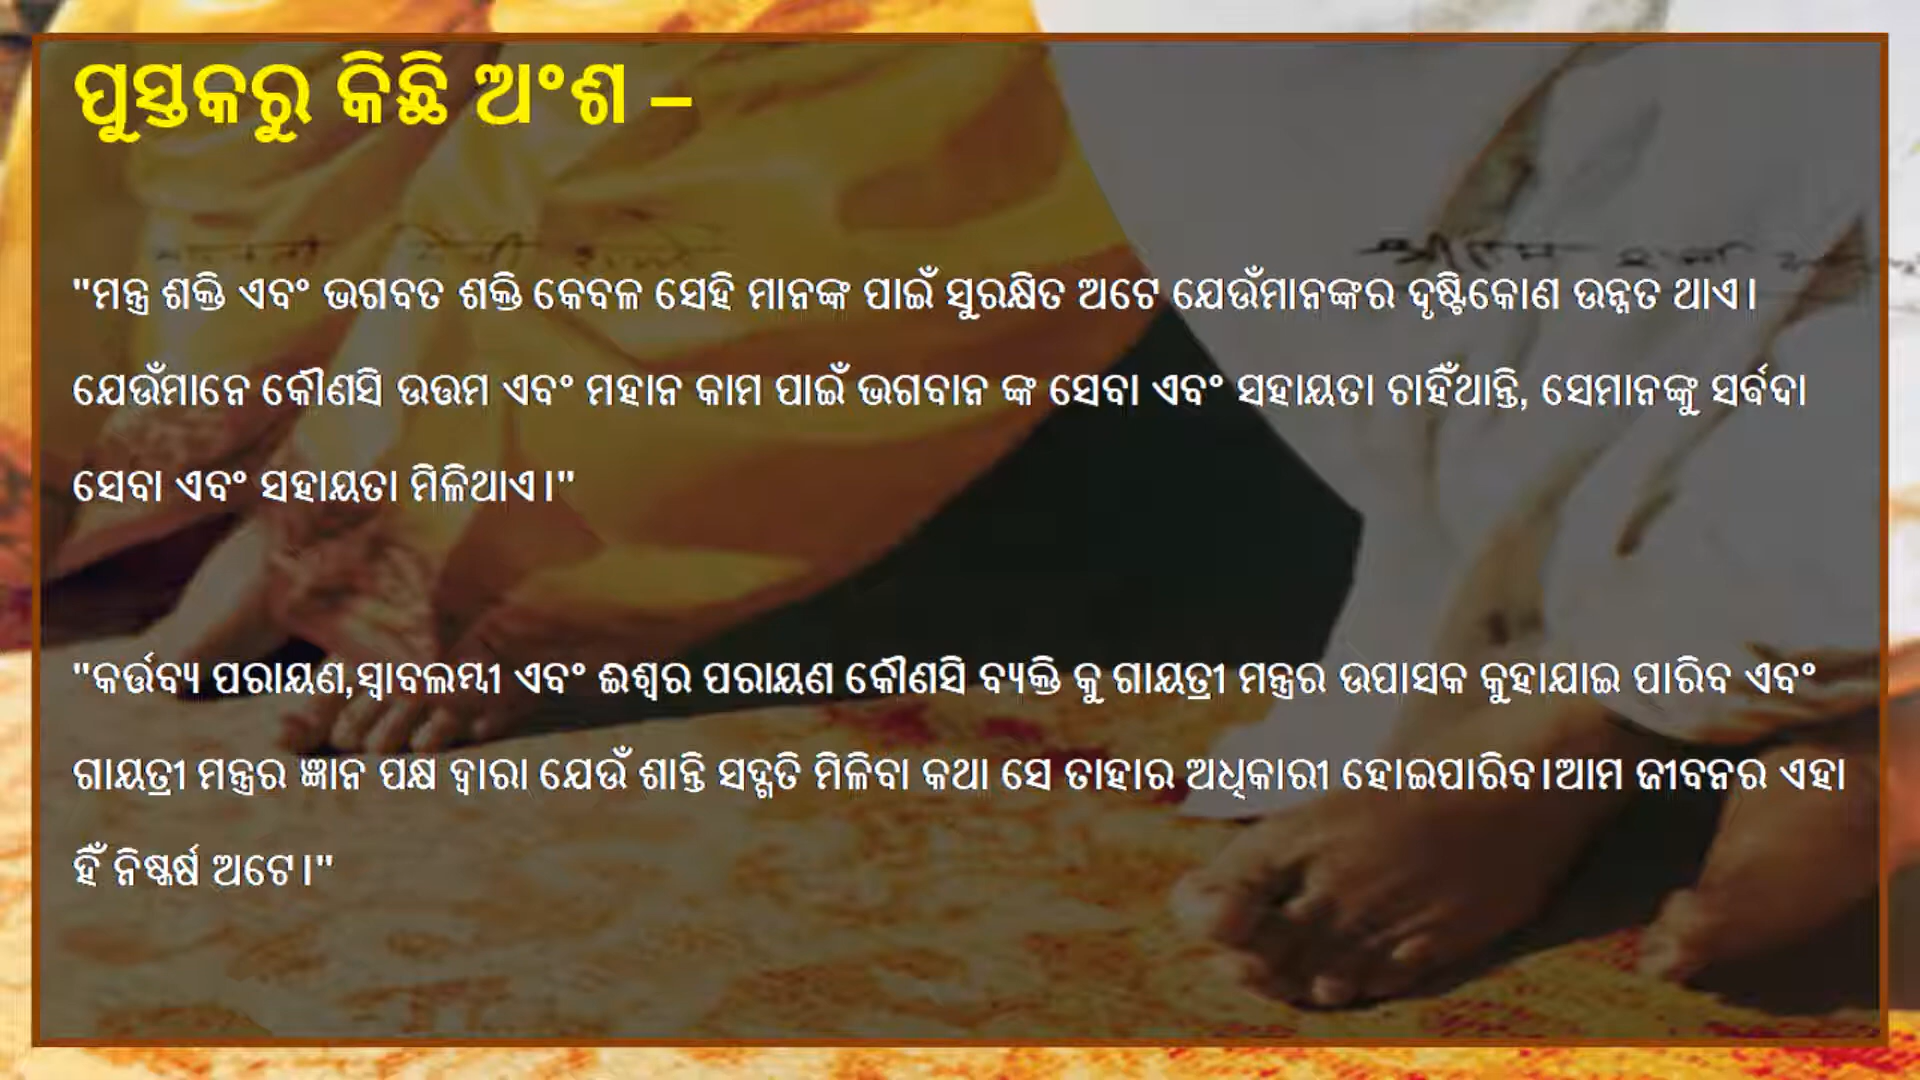 ପୁସ୍ତକରୁ କିଛି ଅଂଶ –
"ମନ୍ତ୍ର ଶକ୍ତି ଏବଂ ଭଗବତ ଶକ୍ତି କେବଳ ସେହି ମାନଙ୍କ ପାଇଁ ସୁରକ୍ଷିତ ଅଟେ ଯେଉଁମାନଙ୍କର ଦୃଷ୍ଟିକୋଣ ଉନ୍ନତ ଥାଏ।
ଯେଉଁମାନେ କୌଣସି ଉତ୍ତମ ଏବଂ ମହାନ କାମ ପାଇଁ ଭଗବାନ ଙ୍କ ସେବା ଏବଂ ସହାୟତା ଚାହିଁଥାନ୍ତି, ସେମାନଙ୍କୁ ସର୍ବଦା
ସେବା ଏବଂ ସହାୟତା ମିଳିଥାଏ।"
"କର୍ତ୍ତବ୍ୟ ପରାୟଣ,ସ୍ୱାବଲମ୍ବୀ ଏବଂ ଈଶ୍ୱର ପରାୟଣ କୌଣସି ବ୍ୟକ୍ତି କୁ ଗାୟତ୍ରୀ ମନ୍ତ୍ରର ଉପାସକ କୁହାଯାଇ ପାରିବ ଏବଂ
ଗାୟତ୍ରୀ ମନ୍ତ୍ରର ଜ୍ଞାନ ପକ୍ଷ ଦ୍ୱାରା ଯେଉଁ ଶାନ୍ତି ସଦ୍ଗତି ମିଳିବା କଥା ସେ ତାହାର ଅଧିକାରୀ ହୋଇପାରିବ।ଆମ ଜୀବନର ଏହା
ହିଁ ନିଷ୍କର୍ଷ ଅଟେ।"